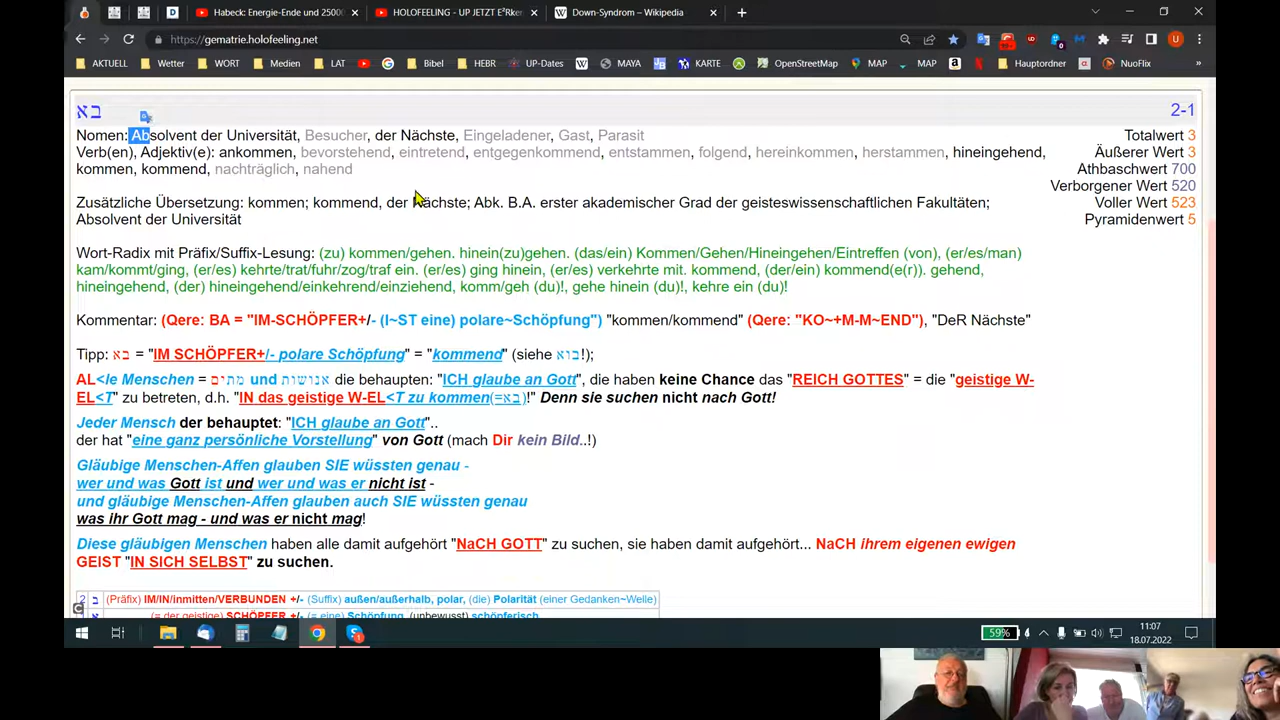 Habeck: Energie-Ende und 25000
HOLOFEELING - UP JETZT E²Rke
Down-Syndrom – Wikipedia
https://gematrie.holofeeling.net
AKTUELL Wetter WORT Medien LAT Bibel HEBR UP-Dates MAYA KARTE OpenStreetMap MAP MAP Hauptordner NuoFlix »
בא 2-1
Nomen: Absolvent der Universität, Besucher, der Nächste, Eingeladener, Gast, Parasit
Totalwert 3
Verb(en), Adjektiv(e): ankommen, bevorstehend, eintretend, entgegenkommend, entstammen, folgend, hereinkommen, herstammen, hineingehend,
Äußerer Wert 3
kommen, kommend, nachträglich, nahend
Athbaschwert 700
Verborgener Wert 520
Zusätzliche Übersetzung: kommen; kommend, der Nächste; Abk. B.A. erster akademischer Grad der geisteswissenschaftlichen Fakultäten;
Voller Wert 523
Absolvent der Universität
Pyramidenwert 5
Wort-Radix mit Präfix/Suffix-Lesung: (zu) kommen/gehen. hinein(zu)gehen. (das/ein) Kommen/Gehen/Hineingehen/Eintreffen (von), (er/es/man)
kam/kommt/ging, (er/es) kehrte/trat/fuhr/zog/traf ein. (er/es) ging hinein, (er/es) verkehrte mit. kommend, (der/ein) kommend(e(r)). gehend,
hineingehend, (der) hineingehend/einkehrend/einziehend, komm/geh (du)!, gehe hinein (du)!, kehre ein (du)!
Kommentar: (Qere: BA = "IM-SCHÖPFER+/- (I~ST eine) polare~Schöpfung") "kommen/kommend" (Qere: "KO~+M-M~END"), "DeR Nächste"
Tipp: בא = "IM SCHÖPFER+/- polare Schöpfung" = "kommend" (siehe בוא!);
AL<le Menschen = מתים und אנושות die behaupten: "ICH glaube an Gott", die haben keine Chance das "REICH GOTTES" = die "geistige W-
EL<T" zu betreten, d.h. "IN das geistige W-EL<T zu kommen(=בא)!" Denn sie suchen nicht nach Gott!
Jeder Mensch der behauptet: "ICH glaube an Gott"..
der hat "eine ganz persönliche Vorstellung" von Gott (mach Dir kein Bild..!)
Gläubige Menschen-Affen glauben SIE wüssten genau -
wer und was Gott ist und wer und was er nicht ist -
und gläubige Menschen-Affen glauben auch SIE wüssten genau
was ihr Gott mag - und was er nicht mag!
Diese gläubigen Menschen haben alle damit aufgehört "NaCH GOTT" zu suchen, sie haben damit aufgehört... NaCH ihrem eigenen ewigen
GEIST "IN SICH SELBST" zu suchen.
2 ב (Präfix) IM/IN/inmitten/VERBUNDEN +/- (Suffix) außen/außerhalb, polar, (die) Polarität (einer Gedanken~Welle)
(= der geistige) SCHÖPFER +/- (= eine) Schöpfung, (unbewusst) schöpferisch
59%
11:07
18.07.2022